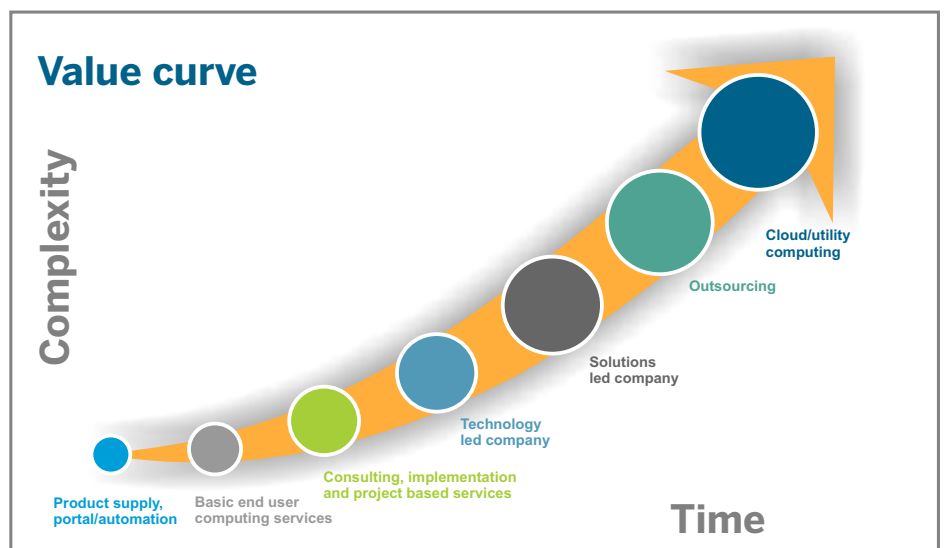 Value curve
Complexity
Cloud/utility
computing
Outsourcing
Solutions
led company
Technology
led company
Consulting, implementation
and project based services
Basic end user
computing services
Product supply,
portal/automation
Time